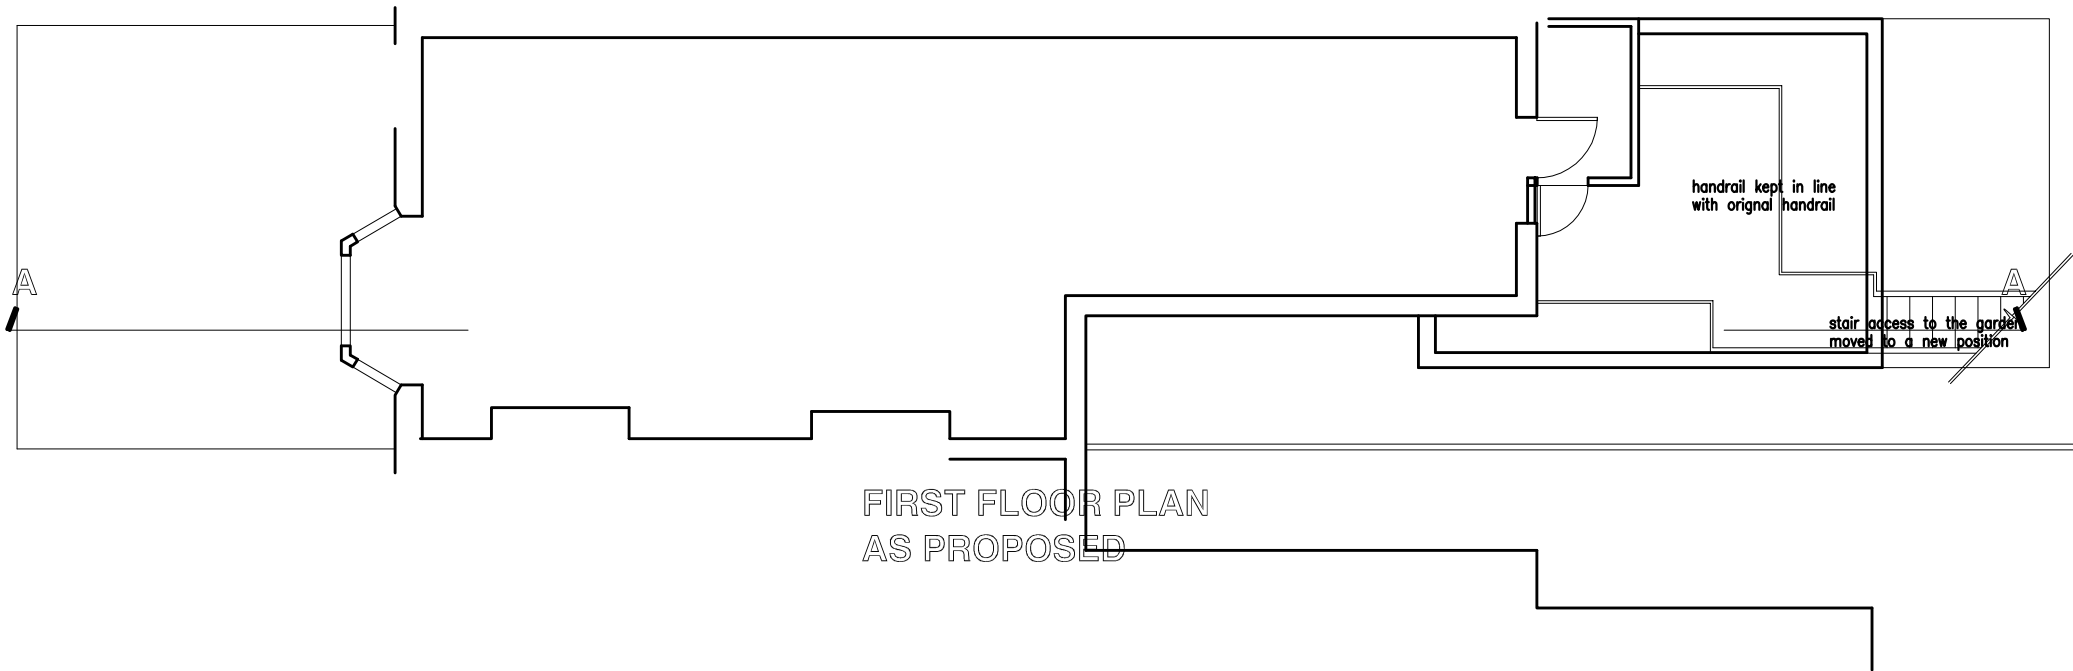 handrail kept in line
with orignal handrail
A
A
stair access to the garden
moved to a new position
FIRST FLOOR PLAN
AS PROPOSED